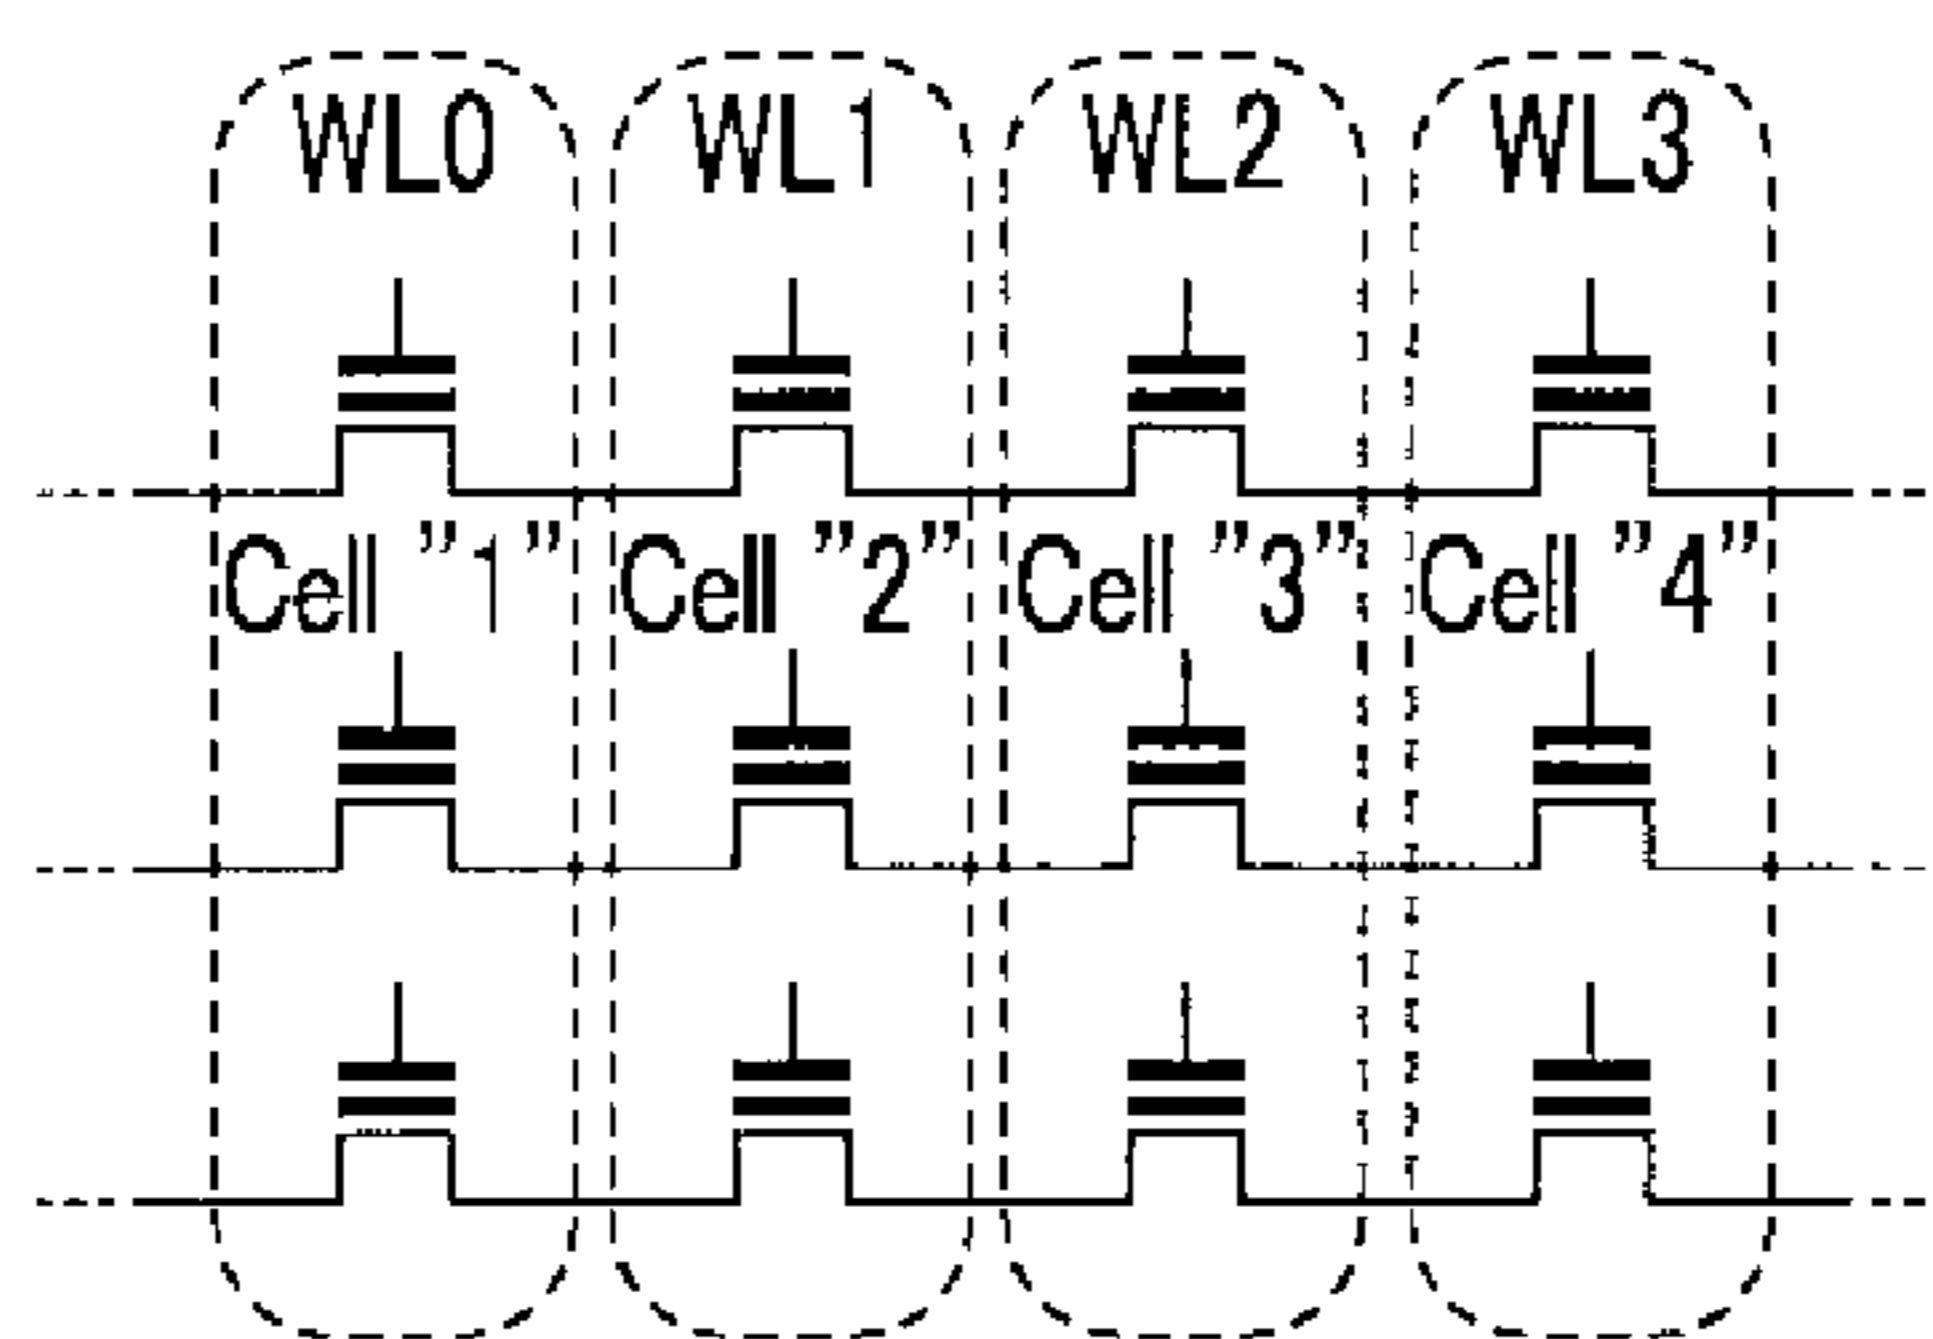 WL0 WL1 WL2 WL3
Cell ”1” Cell ”2” Cell ”3” Cell ”4”